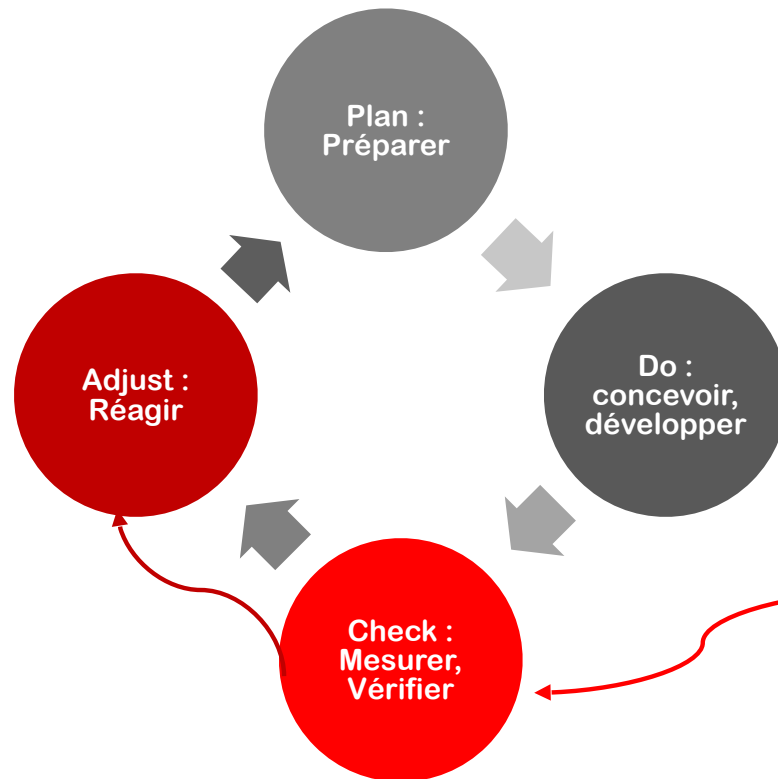 Plan :
Préparer
Do :
concevoir,
développer
Check :
Mesurer,
Vérifier
Adjust :
Réagir